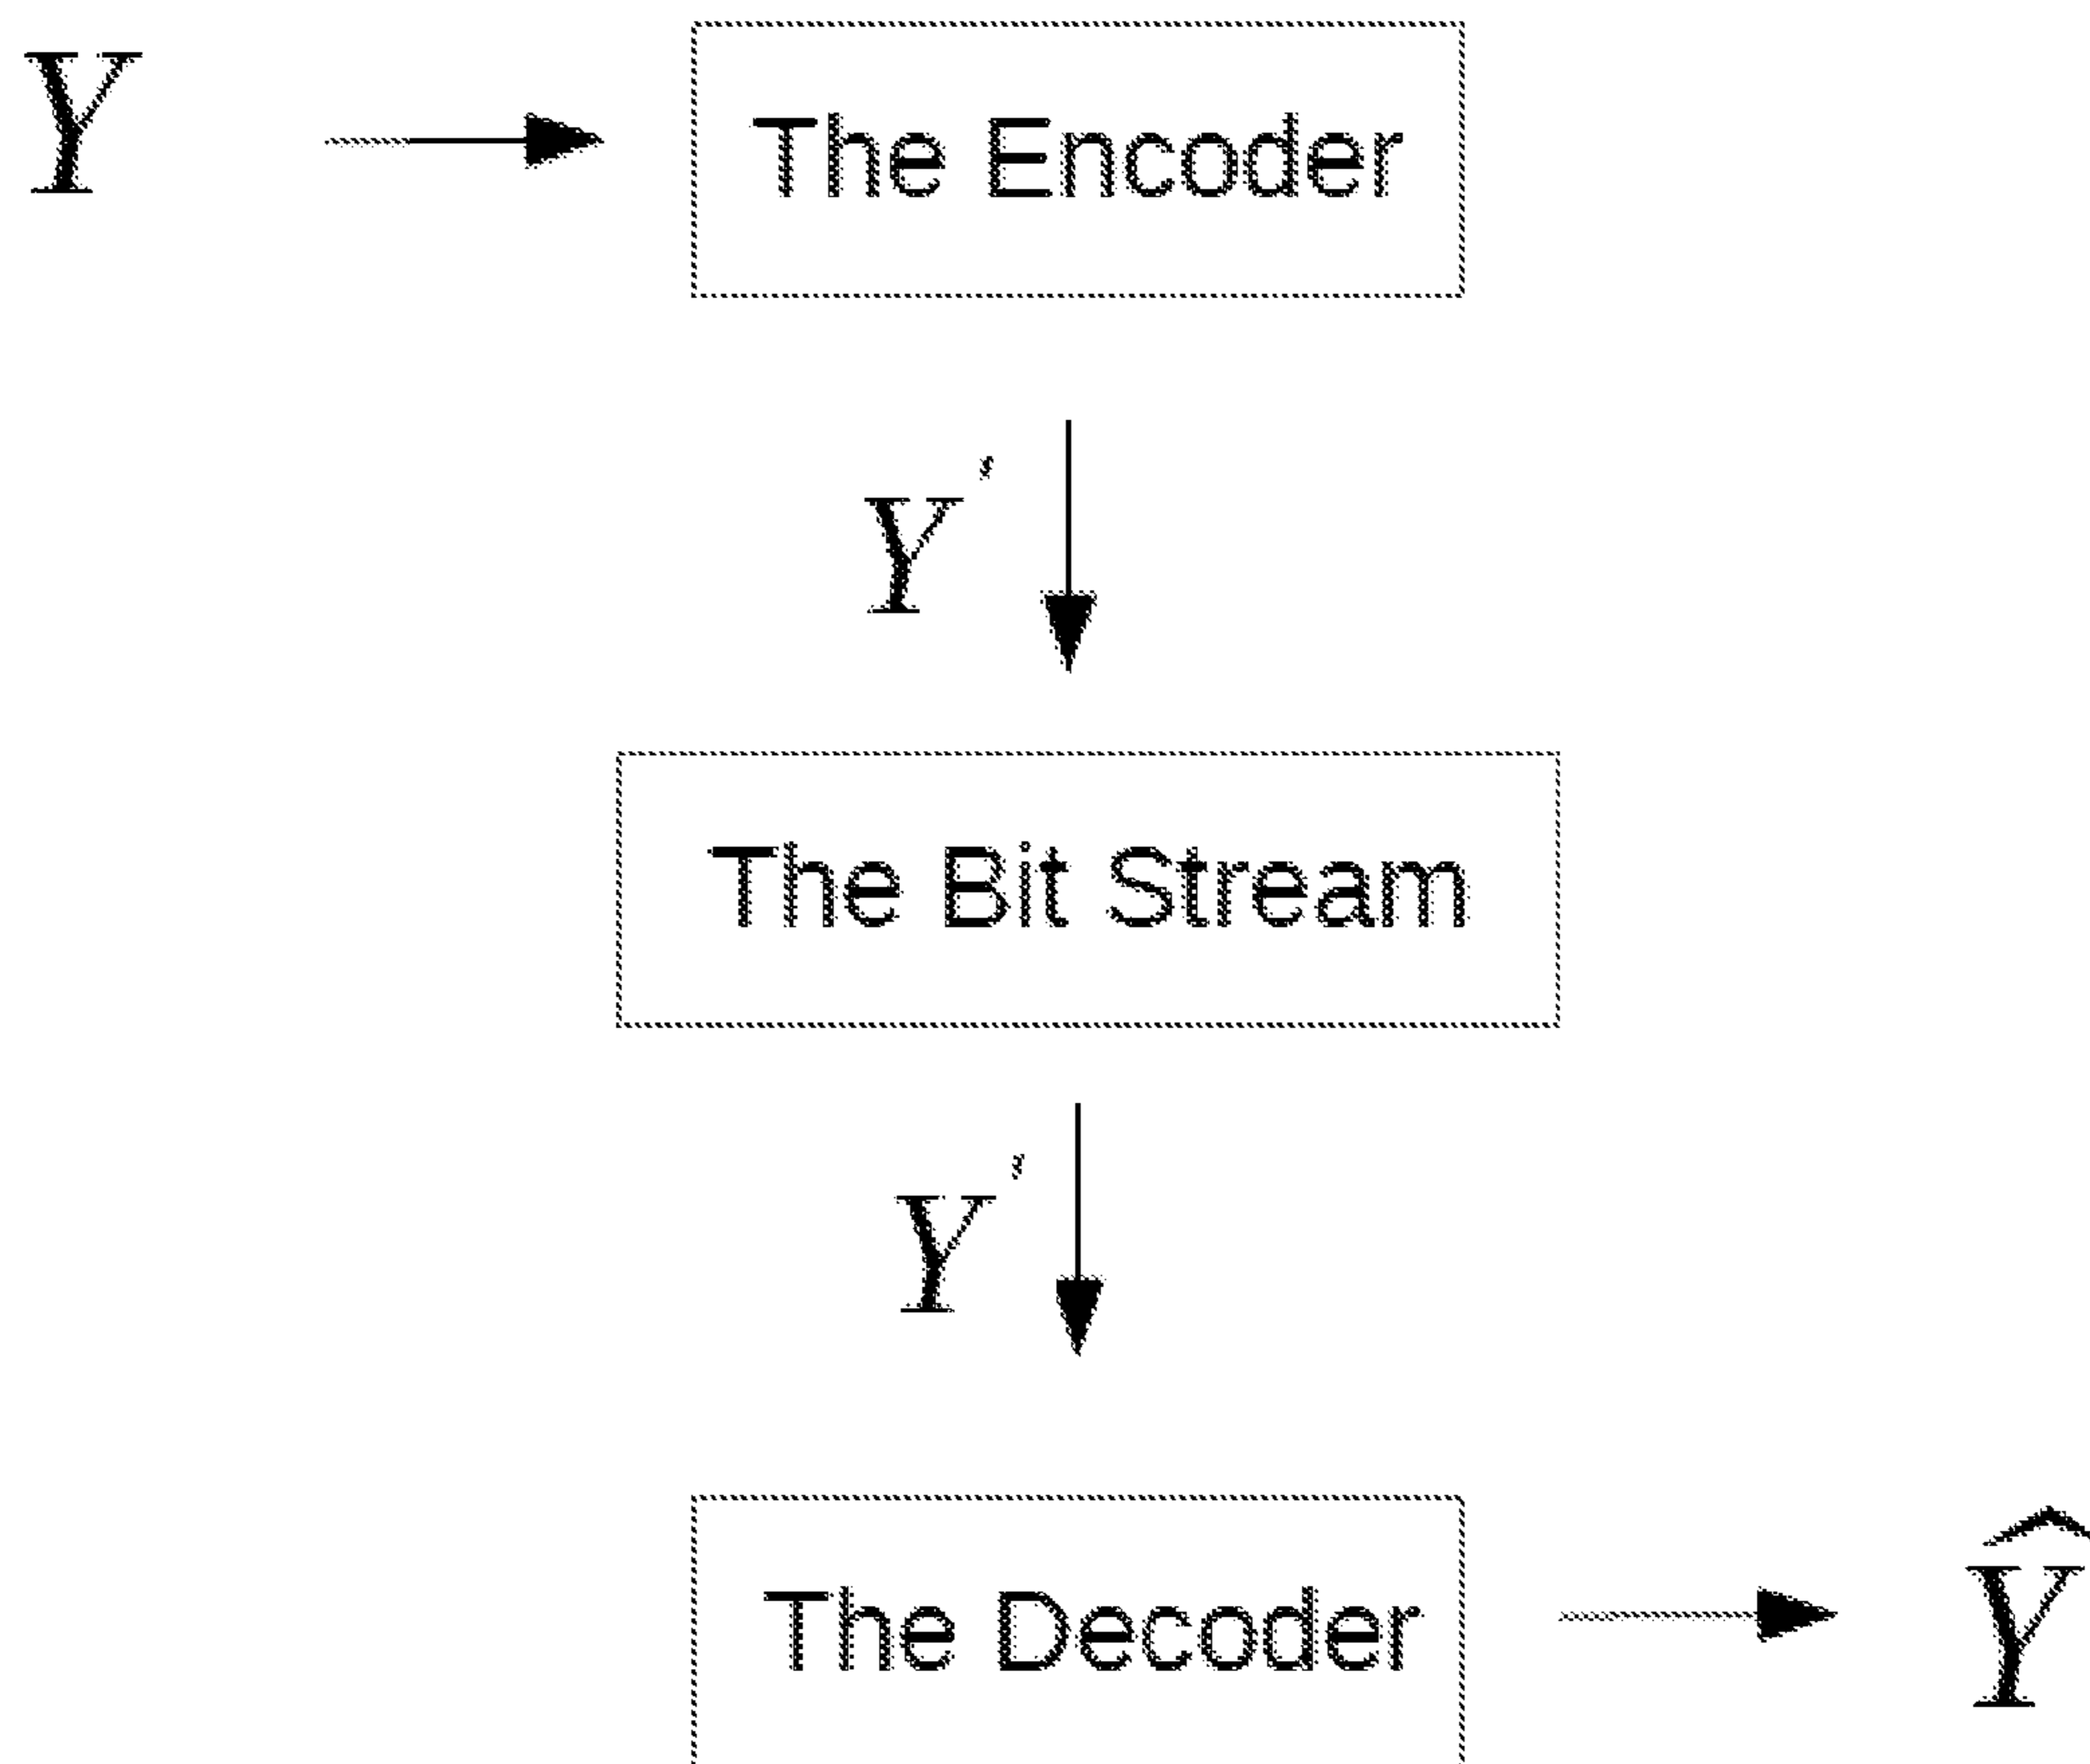 Y
The Encoder
Y'
The Bit Stream
Y'
The Decoder
Ŷ